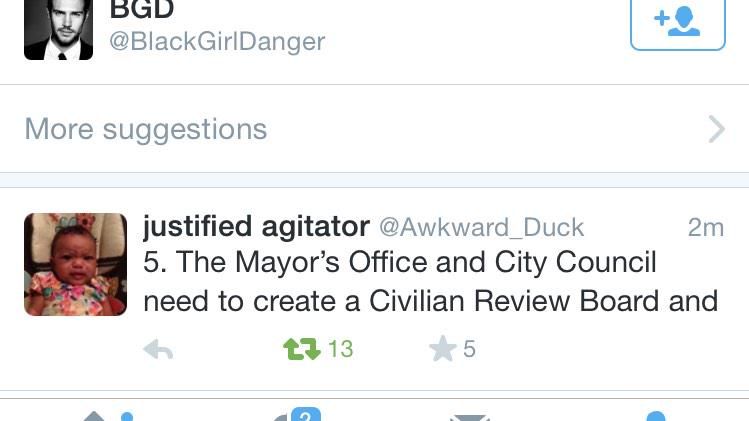 BGD
@BlackGirlDanger
More suggestions
justified agitator @Awkward_Duck 2m
5. The Mayor's Office and City Council
need to create a Civilian Review Board and
13 5
2